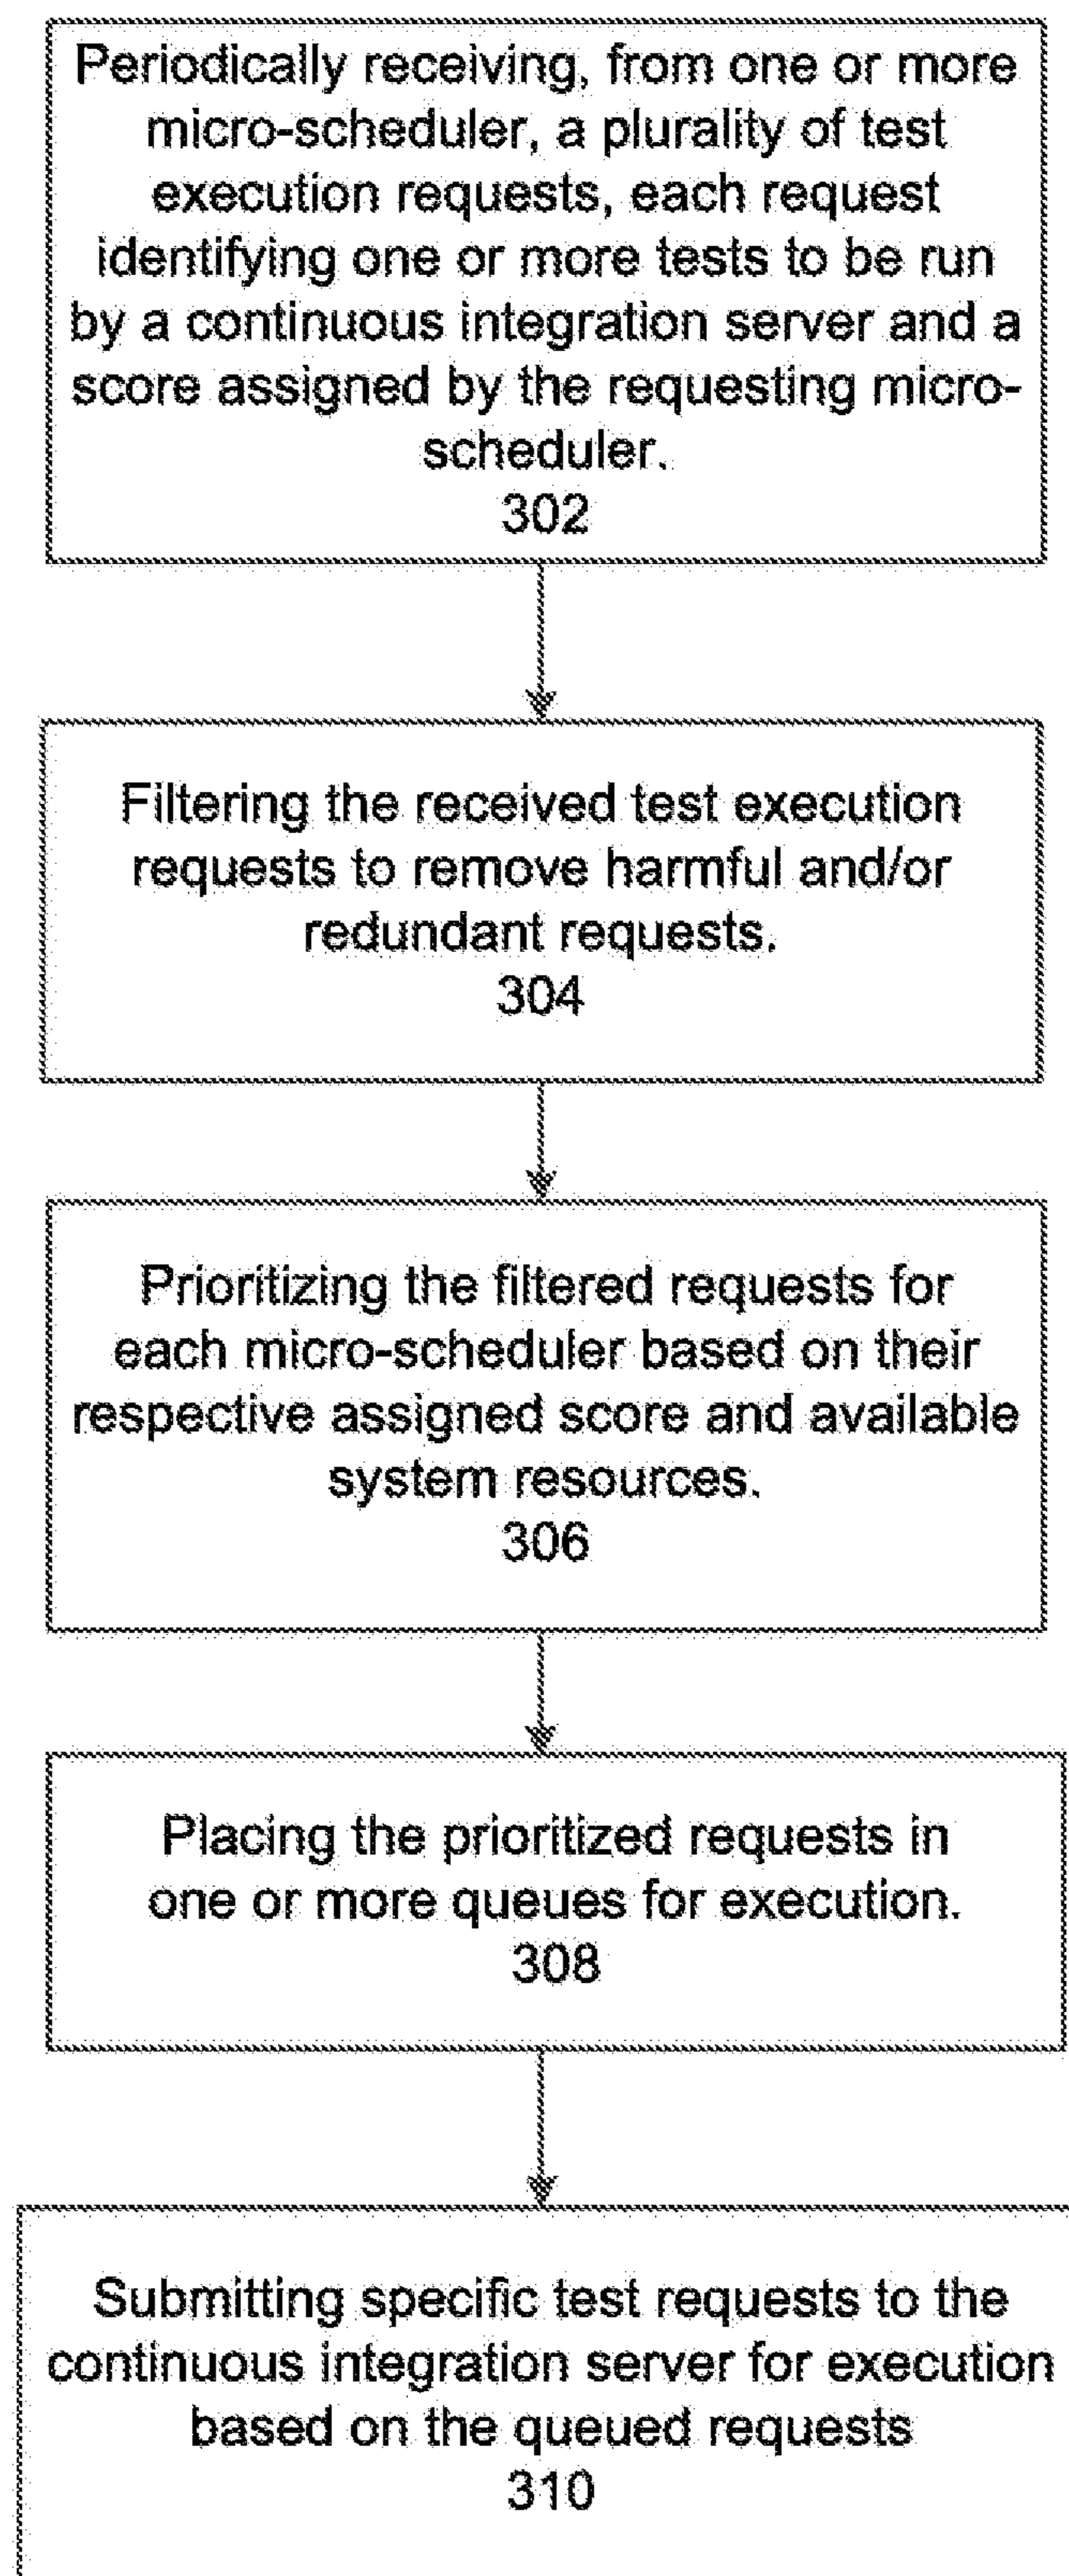 Periodically receiving, from one or more
micro-scheduler, a plurality of test
execution requests, each request
identifying one or more tests to be run
by a continuous integration server and a
score assigned by the requesting micro-
scheduler.
302
Filtering the received test execution
requests to remove harmful and/or
redundant requests.
304
Prioritizing the filtered requests for
each micro-scheduler based on their
respective assigned score and available
system resources.
306
Placing the prioritized requests in
one or more queues for execution.
308
Submitting specific test requests to the
continuous integration server for execution
based on the queued requests
310